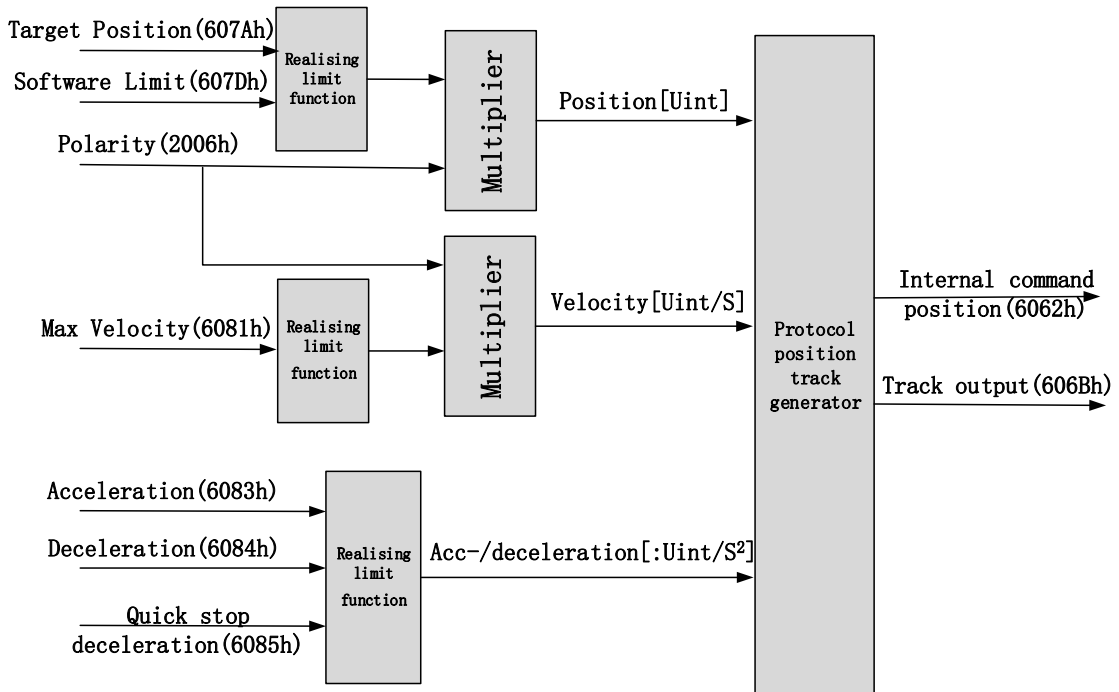 Target Position(607Ah)
Software Limit(607Dh)
Realising
limit
function
Polarity(2006h)
Multiplier
Position[Uint]
Max Velocity(6081h)
Realising
limit
function
Multiplier
Velocity[Uint/S]
Acceleration(6083h)
Deceleration(6084h)
Quick stop
deceleration(6085h)
Realising
limit
function
Acc-/deceleration[:Uint/S²]
Protocol
position
track
generator
Internal command
position(6062h)
Track output(606Bh)